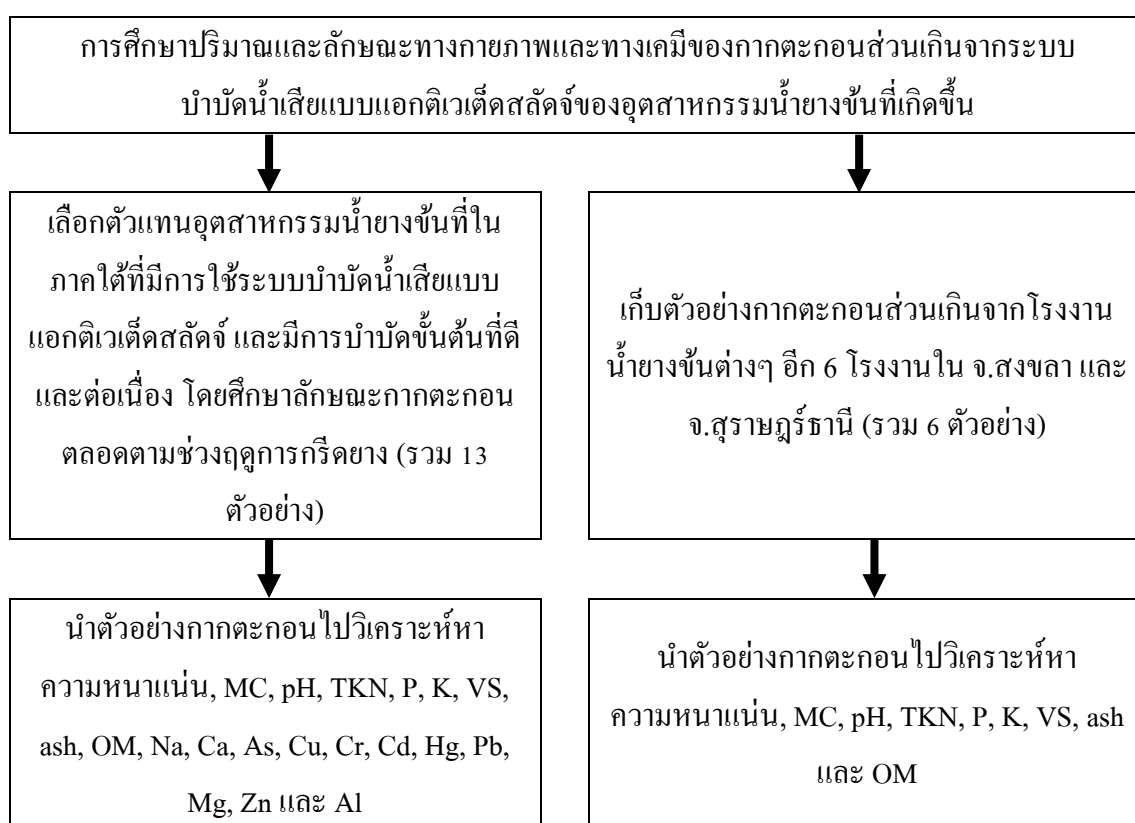 การศึกษาปริมาณและลักษณะทางกายภาพและทางเคมีของกากตะกอนส่วนเกินจากระบบ
บำบัดน้ำเสียแบบแอกติเวเต็ดสลัดจ์ของอุตสาหกรรมน้ำยางข้นที่เกิดขึ้น
เลือกตัวแทนอุตสาหกรรมน้ำยางข้นที่ใน
ภาคใต้ที่มีการใช้ระบบบำบัดน้ำเสียแบบ
แอกติเวเต็ดสลัดจ์ และมีการบำบัดขั้นต้นที่ดี
และต่อเนื่อง โดยศึกษาลักษณะกากตะกอน
ตลอดตามช่วงฤดูการกรีดยาง (รวม 13
ตัวอย่าง)
เก็บตัวอย่างกากตะกอนส่วนเกินจากโรงงาน
น้ำยางข้นต่างๆ อีก 6 โรงงานใน จ.สงขลา และ
จ.สุราษฎร์ธานี (รวม 6 ตัวอย่าง)
นำตัวอย่างกากตะกอนไปวิเคราะห์หา
ความหนาแน่น, MC, pH, TKN, P, K, VS,
ash, OM, Na, Ca, As, Cu, Cr, Cd, Hg, Pb,
Mg, Zn และ Al
นำตัวอย่างกากตะกอนไปวิเคราะห์หา
ความหนาแน่น, MC, pH, TKN, P, K, VS, ash
และ OM